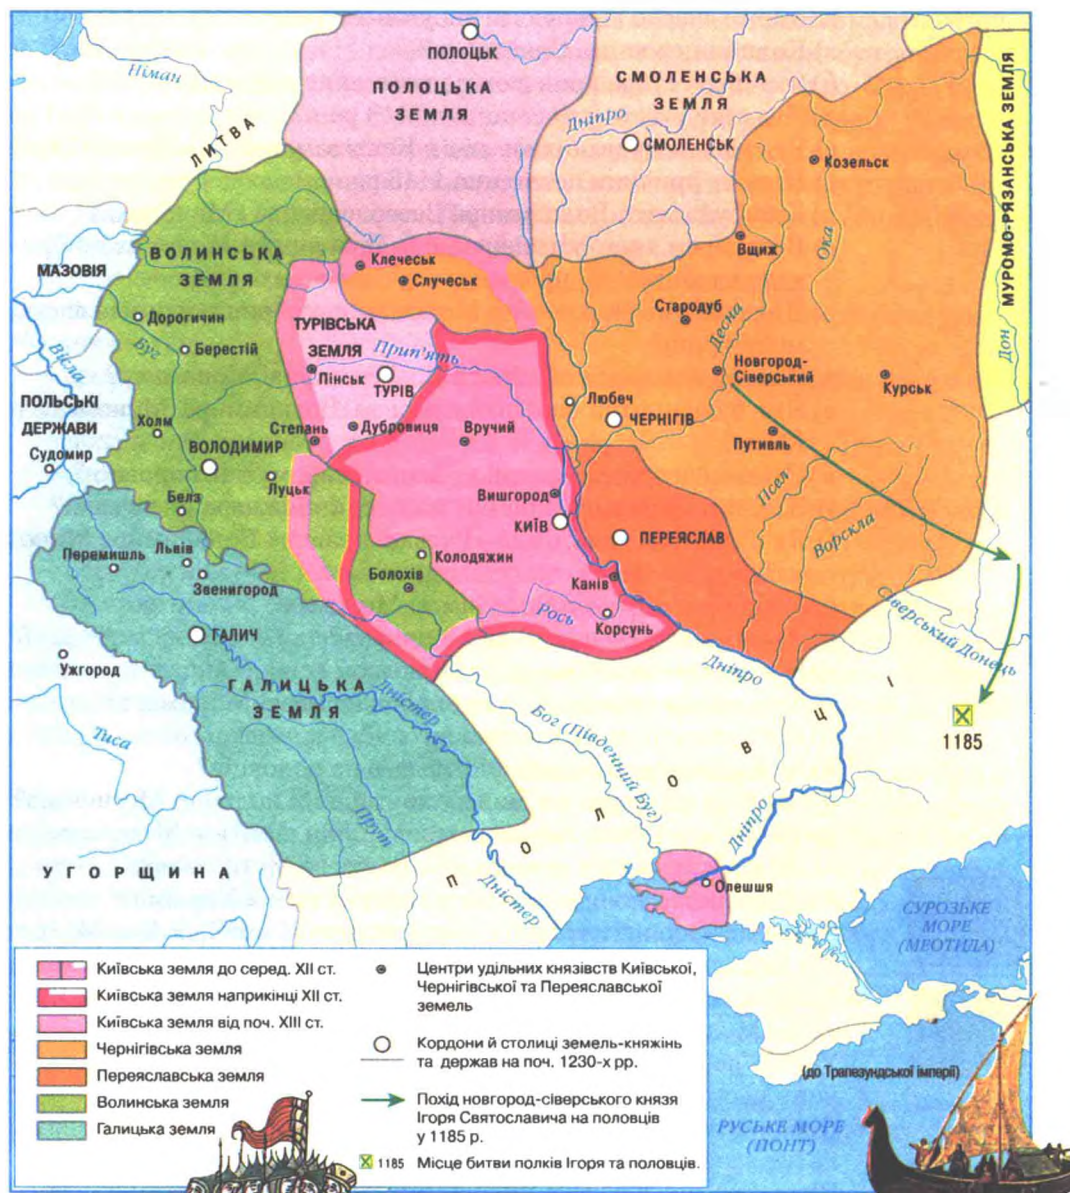 ПОЛОЦЬК
Німан
ПОЛОЦЬКА
ЗЕМЛЯ
СМОЛЕНСЬКА
ЗЕМЛЯ
Дніпро
СМОЛЕНСЬК
Козельск
МУРОМО-РЯЗАНСЬКА ЗЕМЛЯ
ЛИТВА
Вщиж
Ока
ВОЛИНСЬКА
ЗЕМЛЯ
МАЗОВІЯ
Клечеськ
Случеськ
Дорогичин
Стародуб
Десна
Дон
ТУРІВСЬКА
ЗЕМЛЯ
Буг
Берестій
Прип'ять
Вісла
Пінськ
ТУРІВ
Новгород-
Сіверський
Курськ
ПОЛЬСЬКІ
ДЕРЖАВИ
Любеч
ЧЕРНІГІВ
Холм
Степань
Дубровиця
Вручий
Путивль
Судомир
ВОЛОДИМИР
Луцьк
Псел
Белз
Вишгород
КИЇВ
ПЕРЕЯСЛАВ
Ворскла
Перемишль
Львів
Звенигород
Колодяжин
Болохів
Канів
Рось
Корсунь
Сіверський Донець
ГАЛИЧ
Ужгород
Дніпро
ГАЛИЦЬКА
ЗЕМЛЯ
Дністер
Бог (Південний Буг)
1185
Тиса
Прут
ПОЛОВЦІ
Дніпро
УГОРЩИНА
Дністер
Олешшя
СУРОЗЬКЕ
МОРЕ
(МЕОТИДА)
Київська земля до серед. XII ст.
Київська земля наприкінці XII ст.
Київська земля від поч. XIII ст.
Чернігівська земля
Переяславська земля
Волинська земля
Галицька земля
Центри удільних князівств Київської,
Чернігівської та Переяславської
земель
Кордони й столиці земель-княжінь
та держав на поч. 1230-х рр.
Похід новгород-сіверського князя
Ігоря Святославича на половців
у 1185 р.
1185 Місце битви полків Ігоря та половців.
(до Трапезундської імперії)
РУСЬКЕ МОРЕ
(ПОНТ)